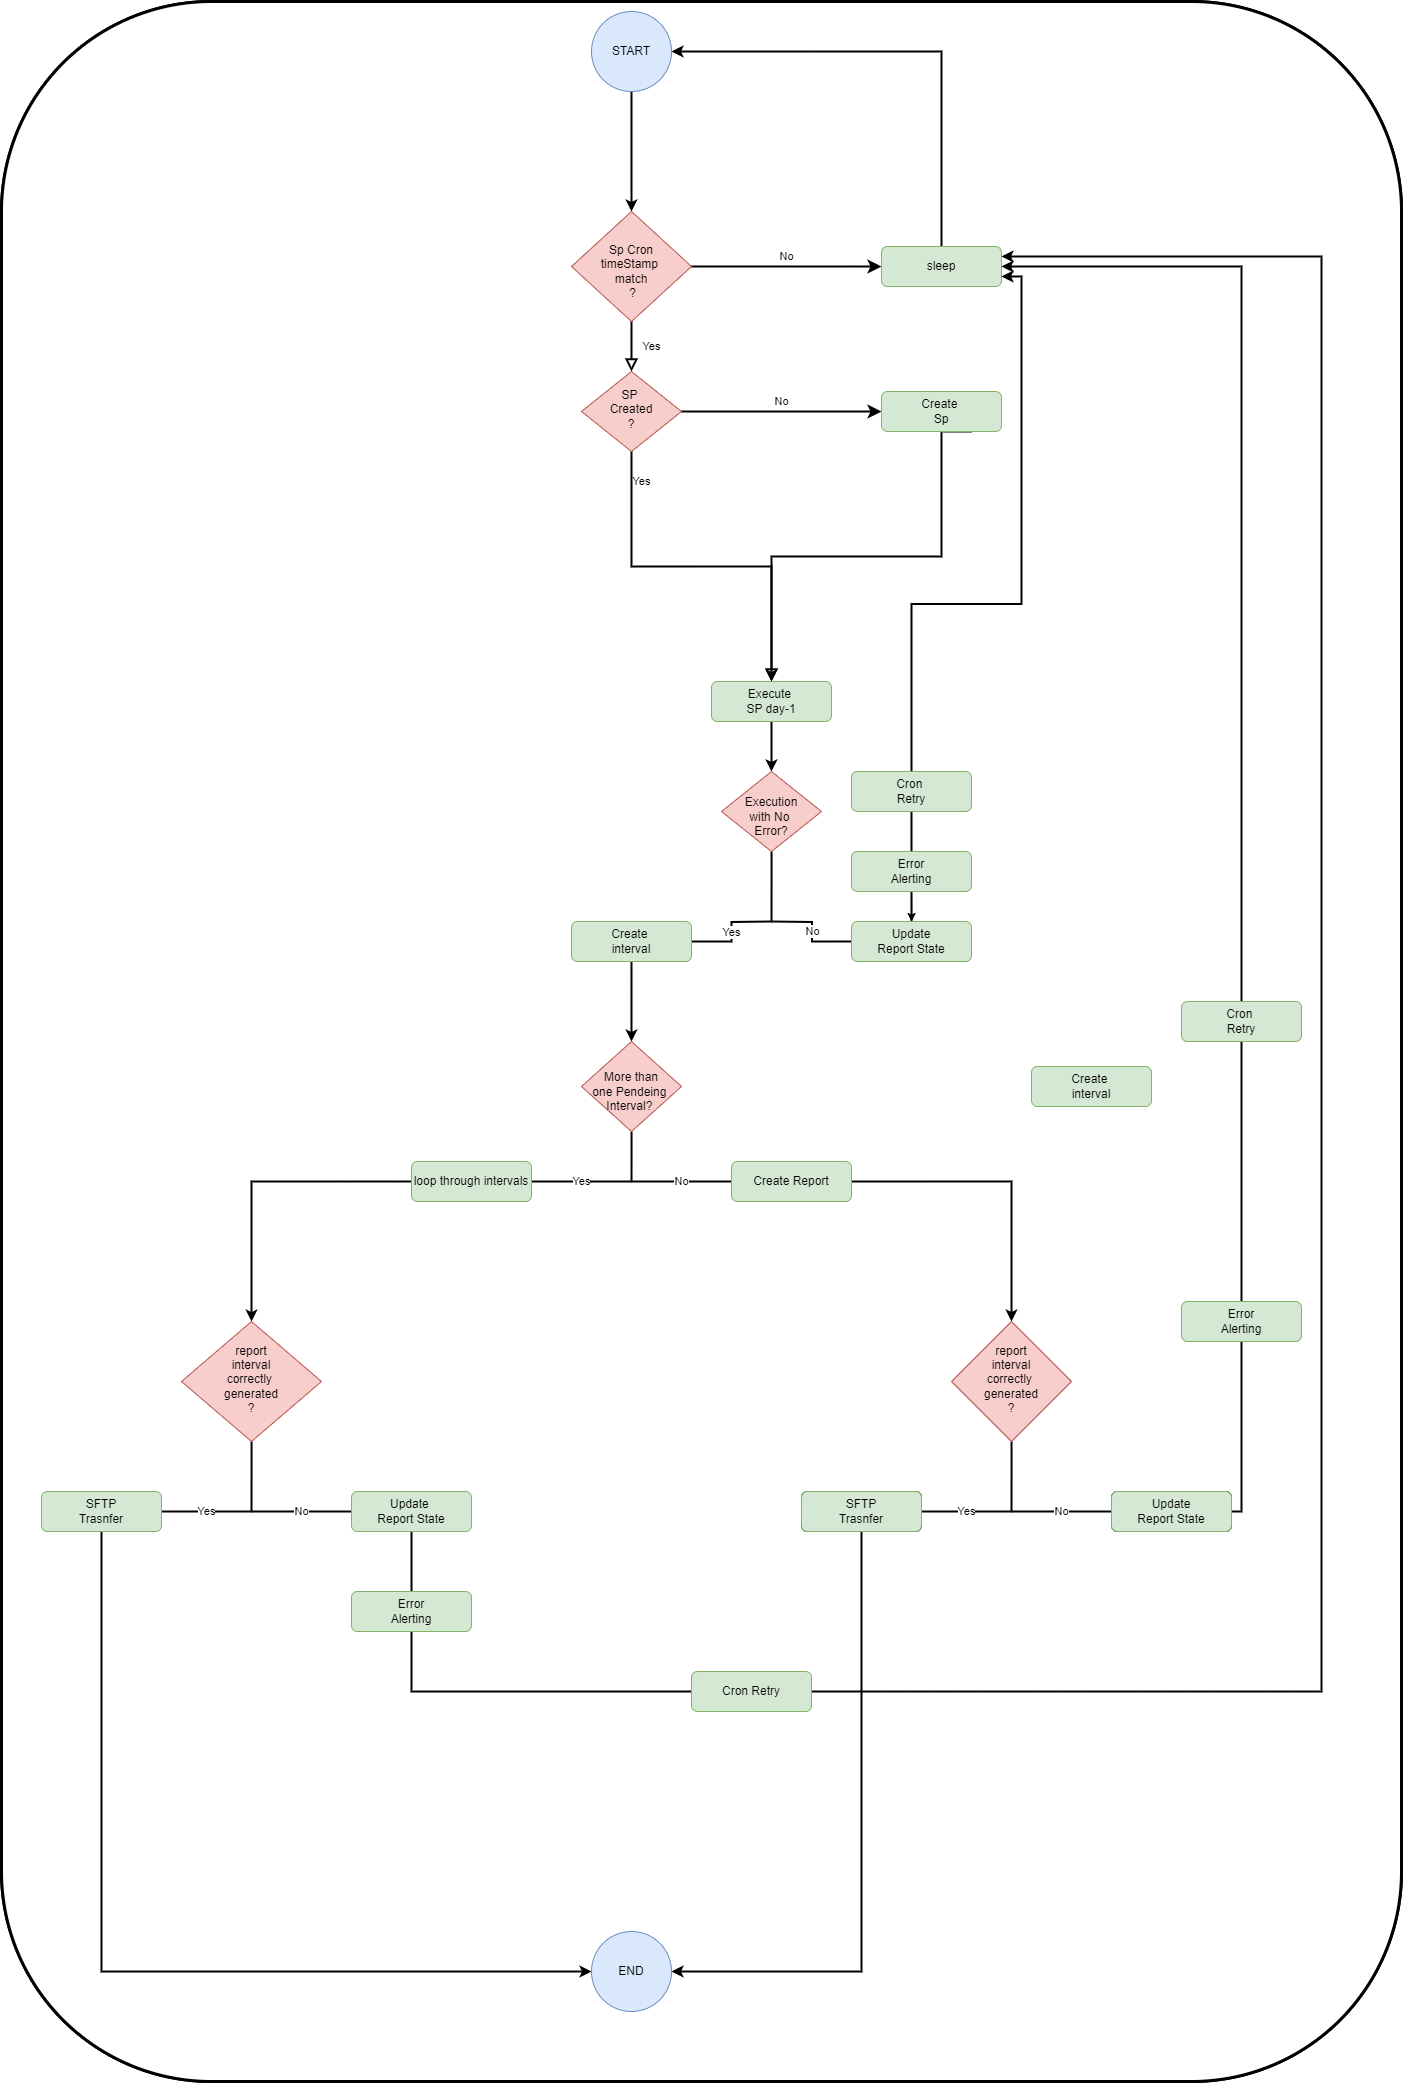 START
Sp Cron
timeStamp
match
?
No
sleep
Yes
SP
Created
?
No
Create
Sp
Yes
Execute
SP day-1
Execution
with No
Error?
Cron
Retry
Error
Alerting
Create
interval
Yes
No
Update
Report State
Cron
Retry
More than
one Pendeing
Interval?
Create
interval
loop through intervals
Yes
No
Create Report
Error
Alerting
report
interval
correctly
generated
?
report
interval
correctly
generated
?
SFTP
Trasnfer
Yes
No
Update
Report State
SFTP
Trasnfer
Yes
No
Update
Report State
Error
Alerting
Cron Retry
END